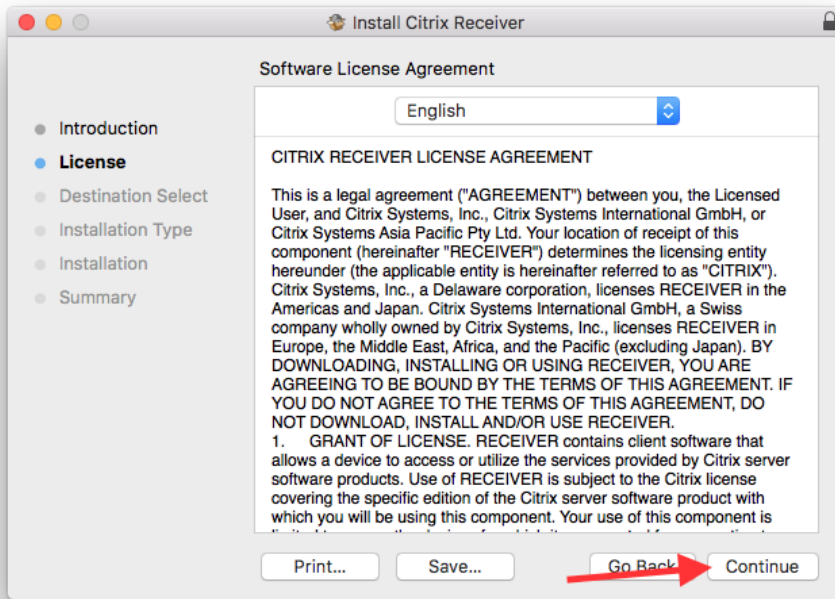 Install Citrix Receiver
Software License Agreement
Introduction
License
Destination Select
Installation Type
Installation
Summary
English
CITRIX RECEIVER LICENSE AGREEMENT
This is a legal agreement ("AGREEMENT") between you, the Licensed
User, and Citrix Systems, Inc., Citrix Systems International GmbH, or
Citrix Systems Asia Pacific Pty Ltd. Your location of receipt of this
component (hereinafter "RECEIVER") determines the licensing entity
hereunder (the applicable entity is hereinafter referred to as "CITRIX").
Citrix Systems, Inc., a Delaware corporation, licenses RECEIVER in the
Americas and Japan. Citrix Systems International GmbH, a Swiss
company wholly owned by Citrix Systems, Inc., licenses RECEIVER in
Europe, the Middle East, Africa, and the Pacific (excluding Japan). BY
DOWNLOADING, INSTALLING OR USING RECEIVER, YOU ARE
AGREEING TO BE BOUND BY THE TERMS OF THIS AGREEMENT. IF
YOU DO NOT AGREE TO THE TERMS OF THIS AGREEMENT, DO
NOT DOWNLOAD, INSTALL AND/OR USE RECEIVER.
1. GRANT OF LICENSE. RECEIVER contains client software that
allows a device to access or utilize the services provided by Citrix server
software products. Use of RECEIVER is subject to the Citrix license
covering the specific edition of the Citrix server software product with
which you will be using this component. Your use of this component is
Print...
Save...
Go Back
Continue